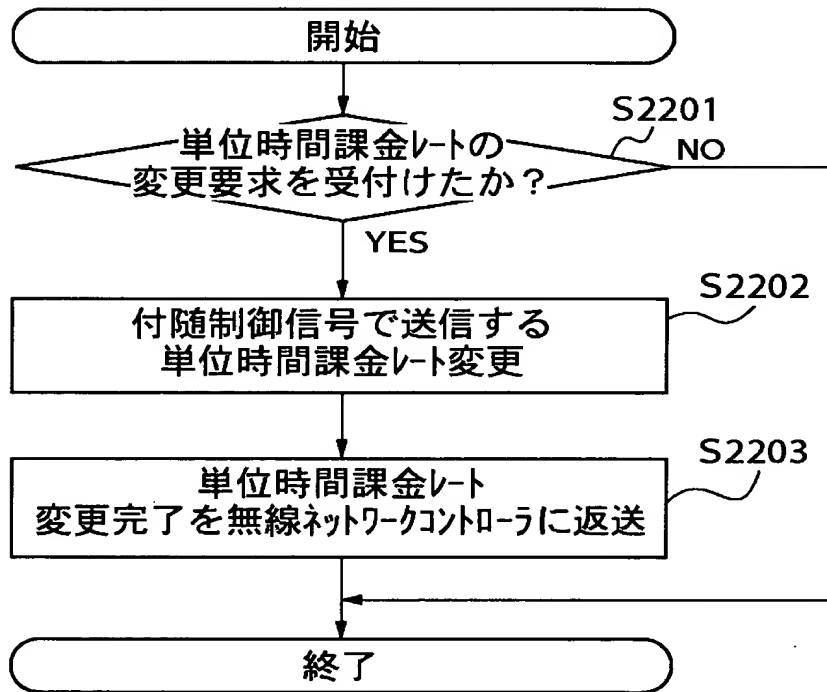 開始
S2201
単位時間課金ﾚｰﾄの
変更要求を受付けたか？
NO
YES
S2202
付随制御信号で送信する
単位時間課金ﾚｰﾄ変更
S2203
単位時間課金ﾚｰﾄ
変更完了を無線ﾈｯﾄﾜｰｸｺﾝﾄﾛｰﾗに返送
終了